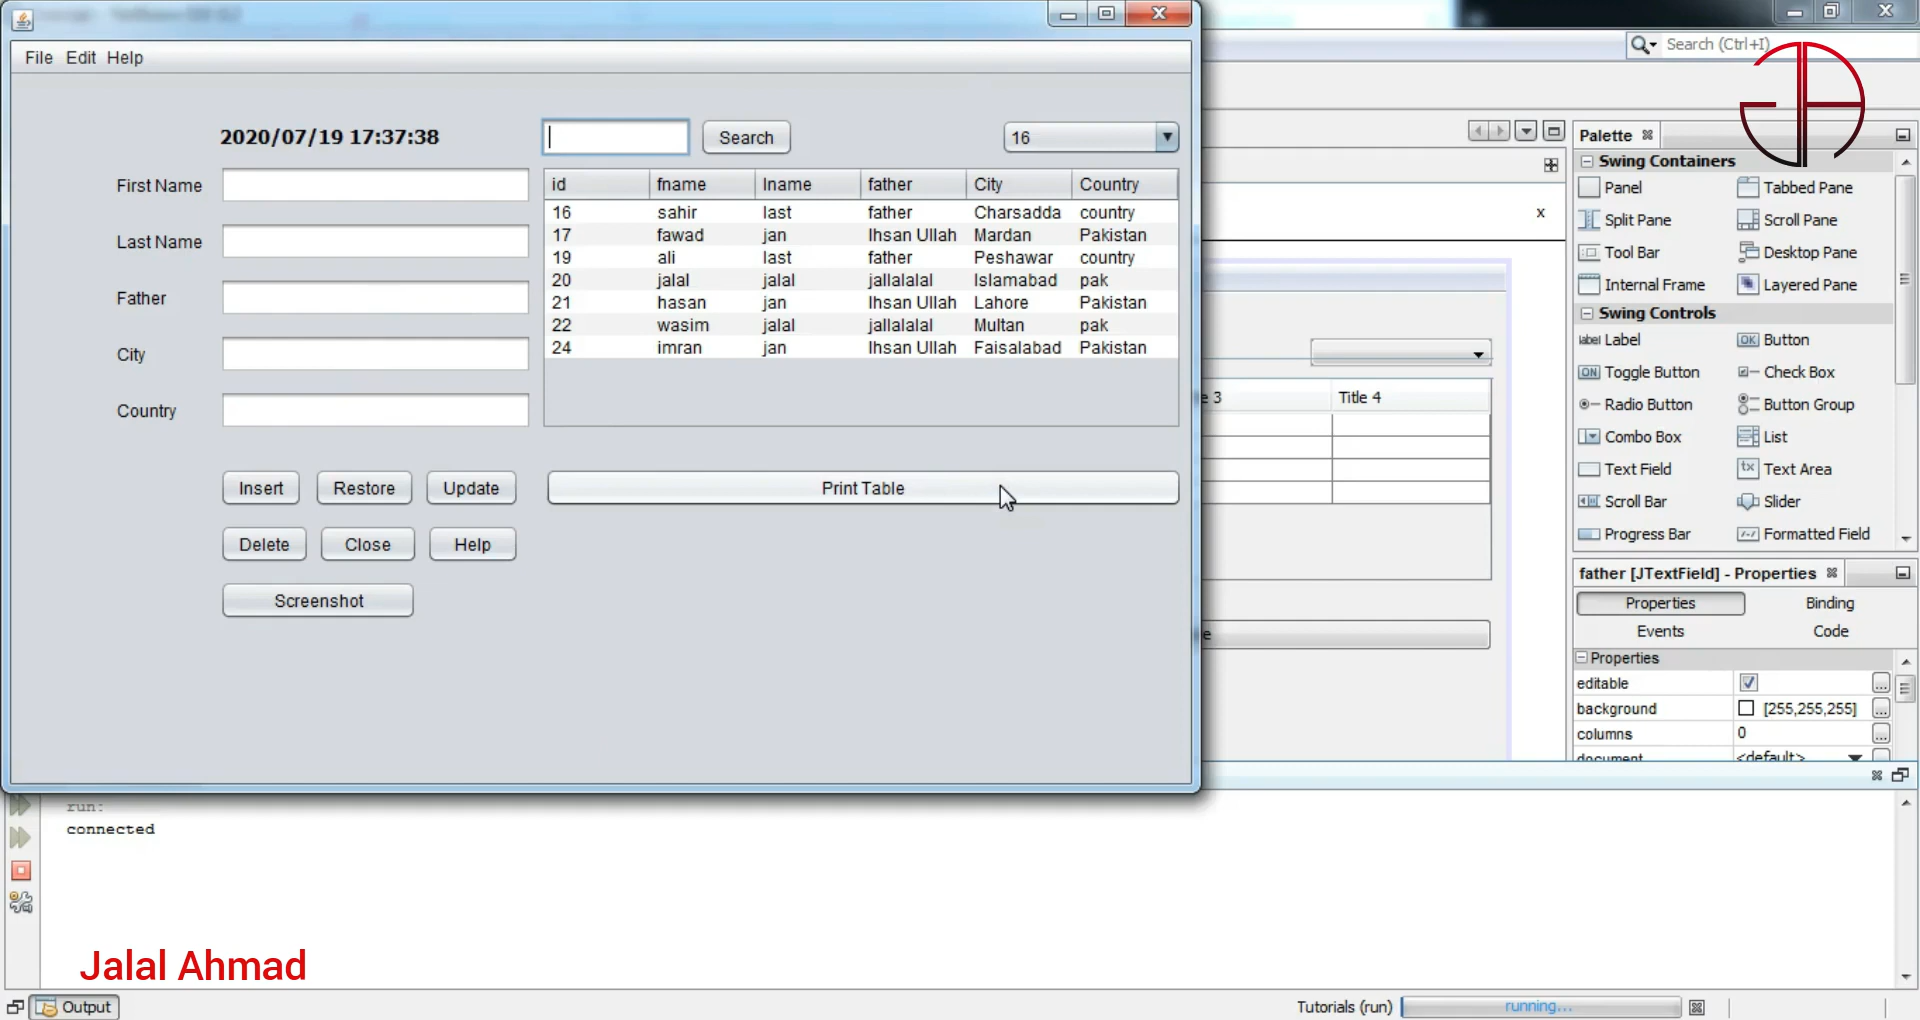 File Edit Help
Search (Ctrl+I)
2020/07/19 17:37:38
Search
16
First Name
Last Name
Father
City
Country
id fname lname father City Country
16 sahir last father Charsadda country
17 fawad jan Ihsan Ullah Mardan Pakistan
19 ali last father Peshawar country
20 jalal jalal jallalalal Islamabad pak
21 hasan jan Ihsan Ullah Lahore Pakistan
22 wasim jalal jallalalal Multan pak
24 imran jan Ihsan Ullah Faisalabad Pakistan
Insert Restore Update
Print Table
Delete Close Help
Screenshot
x
e 3 Title 4
e
Palette
Swing Containers
Panel Tabbed Pane
Split Pane Scroll Pane
Tool Bar Desktop Pane
Internal Frame Layered Pane
Swing Controls
label Label OK Button
ON Toggle Button Check Box
Radio Button Button Group
Combo Box List
Text Field tx Text Area
Scroll Bar Slider
Progress Bar Formatted Field
father [JTextField] - Properties
Properties Binding
Events Code
Properties
editable ...
background [255,255,255] ...
columns 0 ...
document <default>
run:
connected
Jalal Ahmad
Output
Tutorials (run) running...